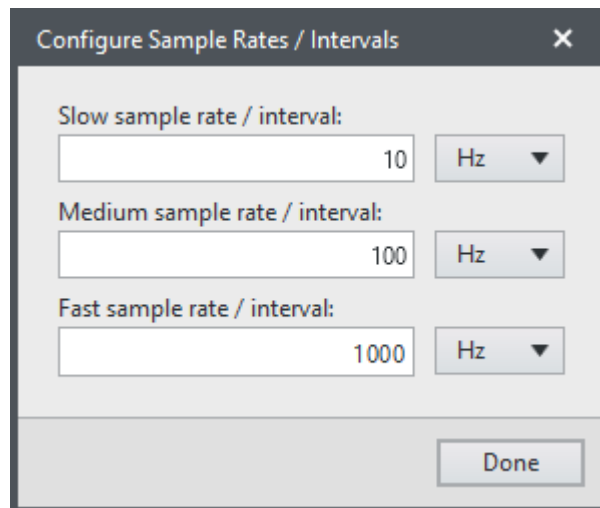 Configure Sample Rates / Intervals
Slow sample rate / interval:
10 Hz
Medium sample rate / interval:
100 Hz
Fast sample rate / interval:
1000 Hz
Done